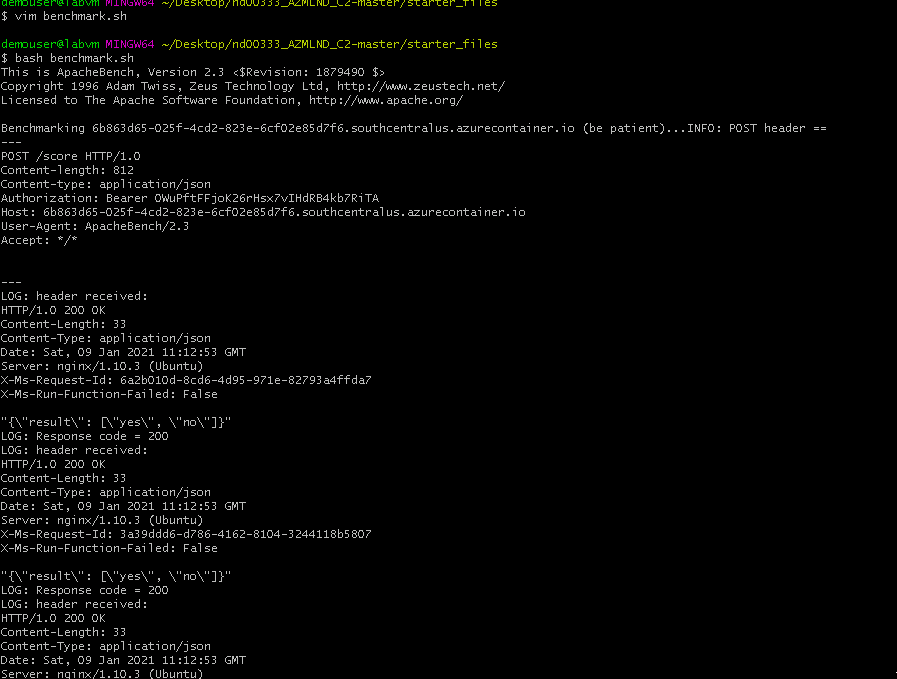 demouser@labvm MINGW64 ~/Desktop/nd00333_AZMLND_C2-master/starter_files
$ vim benchmark.sh
demouser@labvm MINGW64 ~/Desktop/nd00333_AZMLND_C2-master/starter_files
$ bash benchmark.sh
This is ApacheBench, Version 2.3 <$Revision: 1879490 $>
Copyright 1996 Adam Twiss, Zeus Technology Ltd, http://www.zeustech.net/
Licensed to The Apache Software Foundation, http://www.apache.org/
Benchmarking 6b863d65-025f-4cd2-823e-6cf02e85d7f6.southcentralus.azurecontainer.io (be patient)...INFO: POST header ==
---
POST /score HTTP/1.0
Content-length: 812
Content-type: application/json
Authorization: Bearer OWuPftFFjoK26rHsx7vIHdRB4kb7RiTA
Host: 6b863d65-025f-4cd2-823e-6cf02e85d7f6.southcentralus.azurecontainer.io
User-Agent: ApacheBench/2.3
Accept: */*
---
LOG: header received:
HTTP/1.0 200 OK
Content-Length: 33
Content-Type: application/json
Date: Sat, 09 Jan 2021 11:12:53 GMT
Server: nginx/1.10.3 (Ubuntu)
X-Ms-Request-Id: 6a2b010d-8cd6-4d95-971e-82793a4ffda7
X-Ms-Run-Function-Failed: False
"{\"result\": [\"yes\", \"no\"]}"
LOG: Response code = 200
LOG: header received:
HTTP/1.0 200 OK
Content-Length: 33
Content-Type: application/json
Date: Sat, 09 Jan 2021 11:12:53 GMT
Server: nginx/1.10.3 (Ubuntu)
X-Ms-Request-Id: 3a39ddd6-d786-4162-8104-3244118b5807
X-Ms-Run-Function-Failed: False
"{\"result\": [\"yes\", \"no\"]}"
LOG: Response code = 200
LOG: header received:
HTTP/1.0 200 OK
Content-Length: 33
Content-Type: application/json
Date: Sat, 09 Jan 2021 11:12:53 GMT
Server: nginx/1.10.3 (Ubuntu)